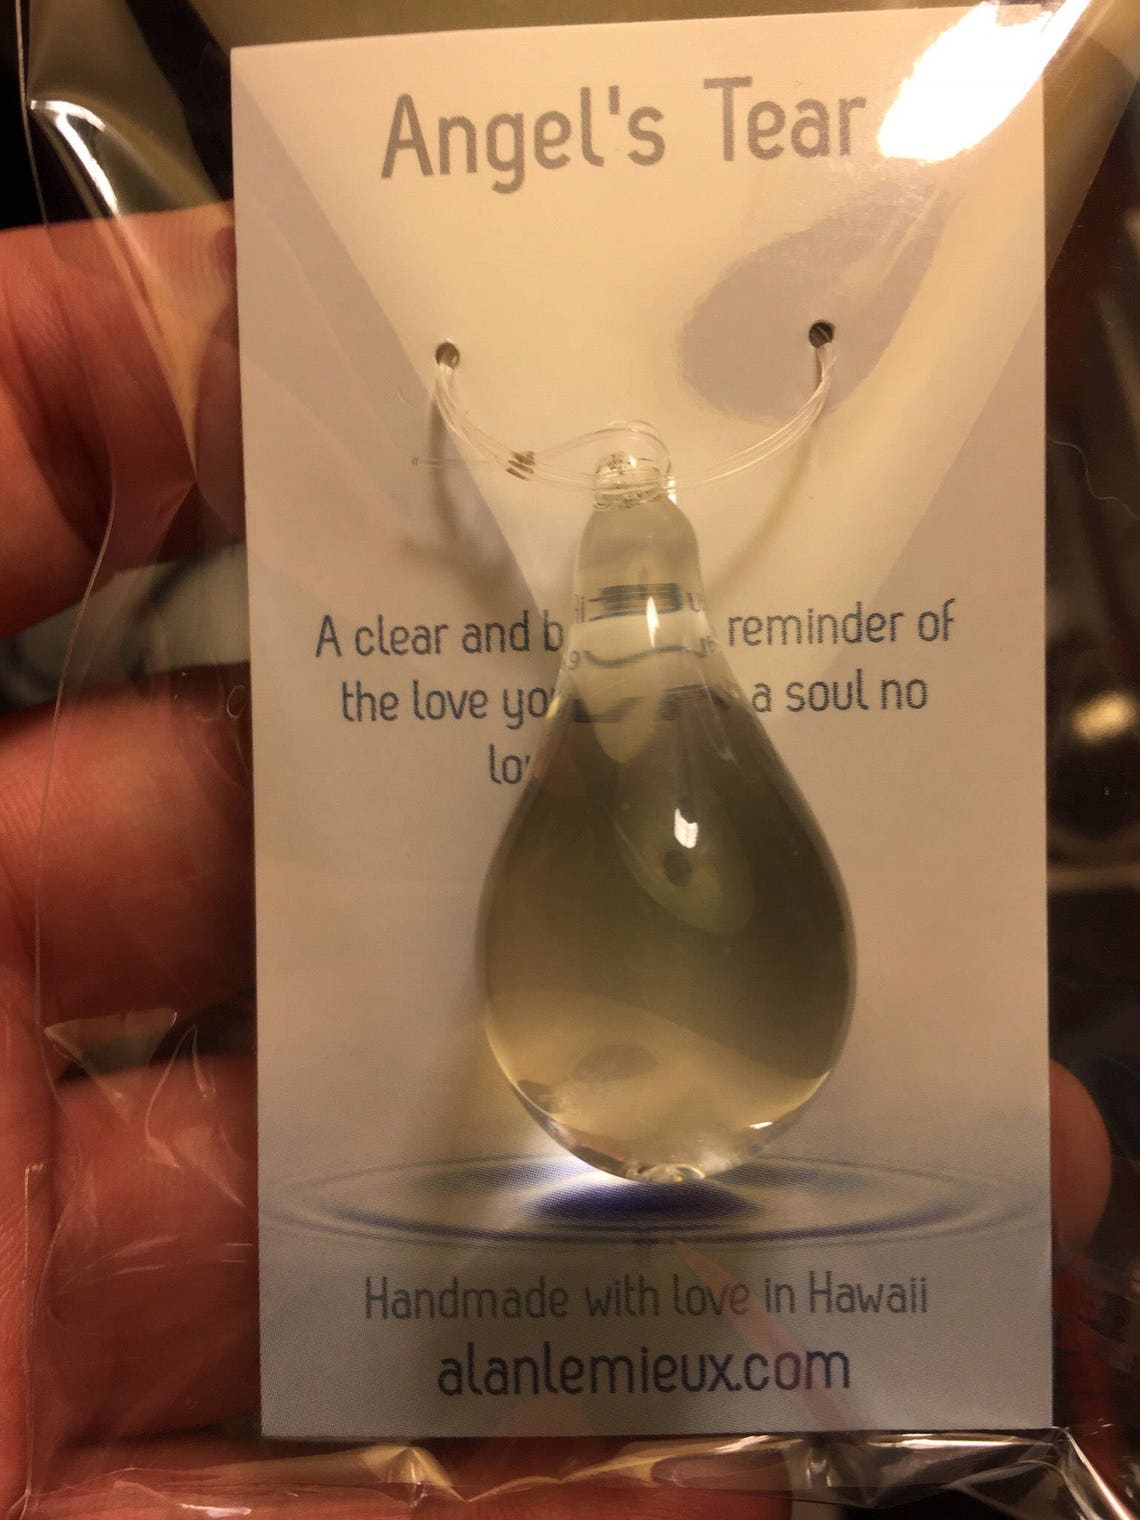 Angel's Tear
A clear and reminder of
the love a soul no
Handmade with love in Hawaii
alanlemieux.com